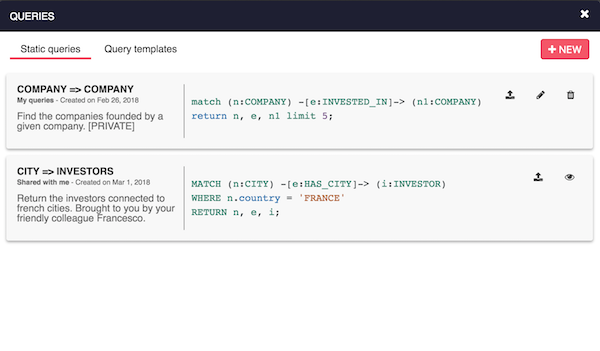 QUERIES
Static queries
Query templates
+ NEW
COMPANY => COMPANY
My queries - Created on Feb 26, 2018
Find the companies founded by a
given company. [PRIVATE]
match (n:COMPANY) -[e:INVESTED_IN]-> (n1:COMPANY)
return n, e, n1 limit 5;
CITY => INVESTORS
Shared with me - Created on Mar 1, 2018
Return the investors connected to
french cities. Brought to you by your
friendly colleague Francesco.
MATCH (n:CITY) -[e:HAS_CITY]-> (i:INVESTOR)
WHERE n.country = 'FRANCE'
RETURN n, e, i;